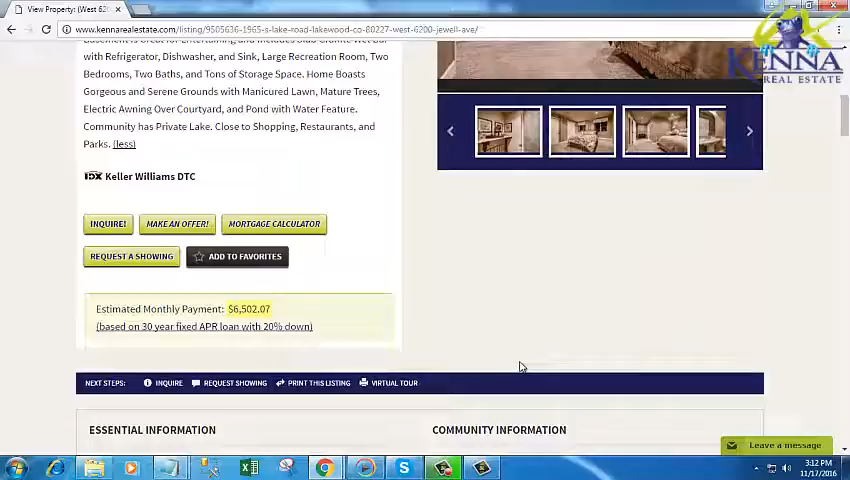 View Property: (West 620
www.kennarealestate.com/listing/9505636-1965-s-lake-road-lakewood-co-80227-west-6200-jewell-ave/
KENNA
REAL ESTATE
with Refrigerator, Dishwasher, and Sink, Large Recreation Room, Two
Bedrooms, Two Baths, and Tons of Storage Space. Home Boasts
Gorgeous and Serene Grounds with Manicured Lawn, Mature Trees,
Electric Awning Over Courtyard, and Pond with Water Feature.
Community has Private Lake. Close to Shopping, Restaurants, and
Parks. (less)
IDX Keller Williams DTC
INQUIRE! MAKE AN OFFER! MORTGAGE CALCULATOR
REQUEST A SHOWING ADD TO FAVORITES
Estimated Monthly Payment: $6,502.07
(based on 30 year fixed APR loan with 20% down)
NEXT STEPS: INQUIRE REQUEST SHOWING PRINT THIS LISTING VIRTUAL TOUR
ESSENTIAL INFORMATION COMMUNITY INFORMATION
Leave a message
3:12 PM
11/17/2016